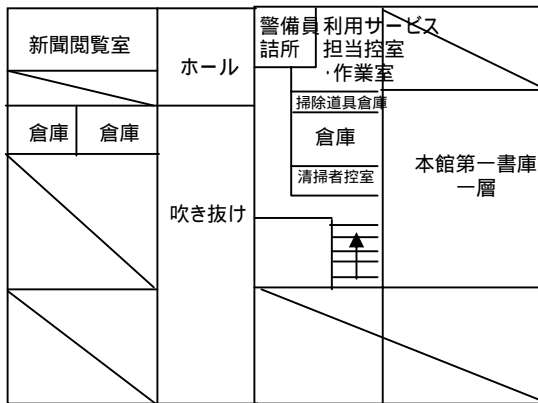 新聞閲覧室
ホール
警備員
詰所
利用サービス
担当控室
・作業室
掃除道具倉庫
倉庫
倉庫
倉庫
清掃者控室
本館第一書庫
一層
吹き抜け